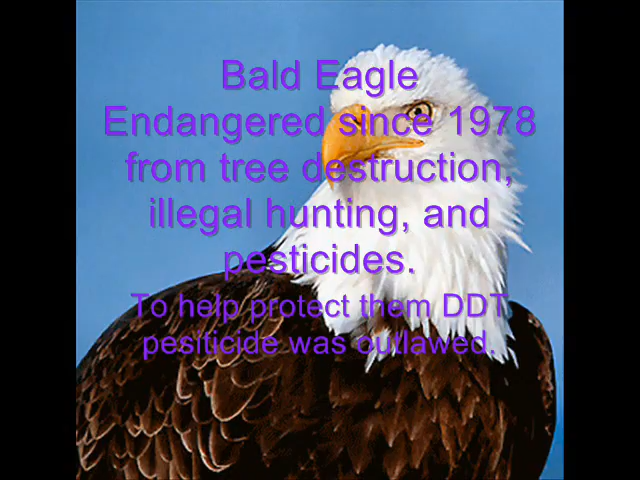 Bald Eagle
Endangered since 1978
from tree destruction,
illegal hunting, and
pesticides.
To help protect them DDT
pesiticide was outlawed.